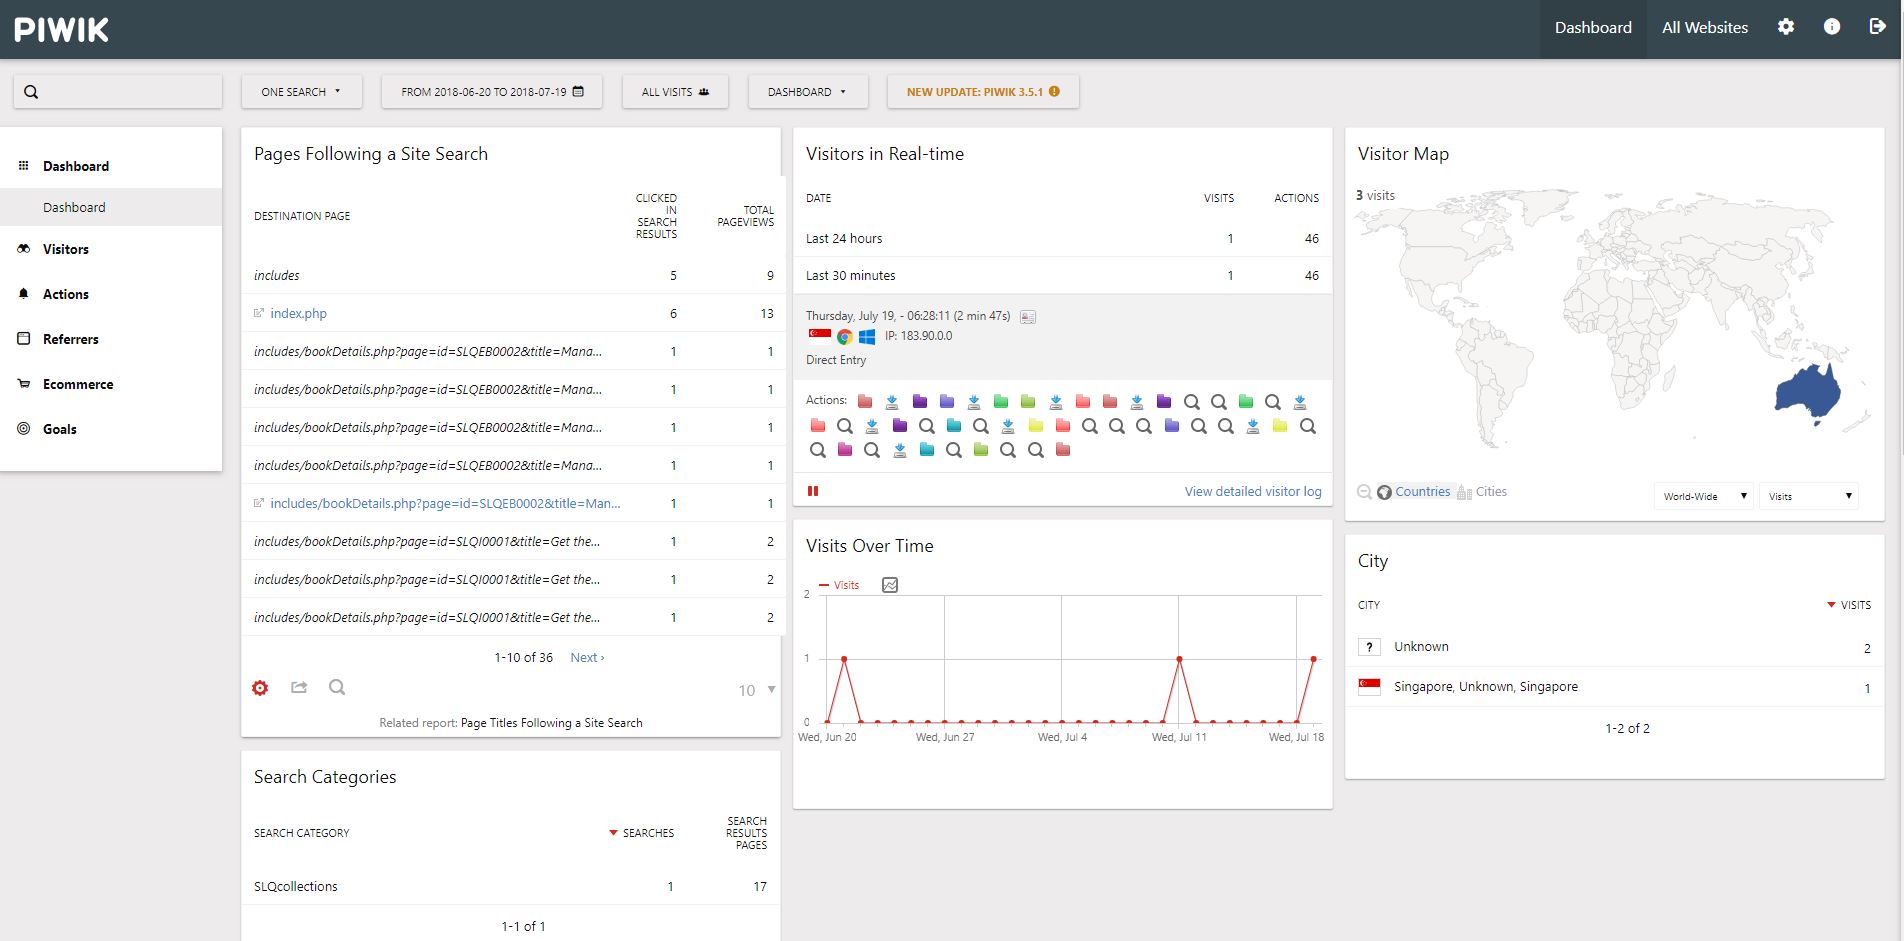 PIWIK
Dashboard
All Websites
ONE SEARCH
FROM 2018-06-20 TO 2018-07-19
ALL VISITS
DASHBOARD
NEW UPDATE: PIWIK 3.5.1
Dashboard
Dashboard
Visitors
Actions
Referrers
Ecommerce
Goals
Pages Following a Site Search
DESTINATION PAGE
CLICKED
IN
SEARCH
RESULTS
TOTAL
PAGEVIEWS
includes 5 9
index.php 6 13
includes/bookDetails.php?page=id=SLQEB0002&title=Mana... 1 1
includes/bookDetails.php?page=id=SLQEB0002&title=Mana... 1 1
includes/bookDetails.php?page=id=SLQEB0002&title=Mana... 1 1
includes/bookDetails.php?page=id=SLQEB0002&title=Mana... 1 1
includes/bookDetails.php?page=id=SLQEB0002&title=Man... 1 1
includes/bookDetails.php?page=id=SLQI0001&title=Get the... 1 2
includes/bookDetails.php?page=id=SLQI0001&title=Get the... 1 2
includes/bookDetails.php?page=id=SLQI0001&title=Get the... 1 2
1-10 of 36 Next ›
10
Related report: Page Titles Following a Site Search
Search Categories
SEARCH CATEGORY
SEARCHES
SEARCH
RESULTS
PAGES
SLQcollections 1 17
1-1 of 1
Visitors in Real-time
DATE VISITS ACTIONS
Last 24 hours 1 46
Last 30 minutes 1 46
Thursday, July 19, - 06:28:11 (2 min 47s)
IP: 183.90.0.0
Direct Entry
Actions:
View detailed visitor log
Visits Over Time
Visits
2
1
0
Wed, Jun 20 Wed, Jun 27 Wed, Jul 4 Wed, Jul 11 Wed, Jul 18
Visitor Map
3 visits
Countries Cities
World-Wide
Visits
City
CITY VISITS
? Unknown 2
Singapore, Unknown, Singapore 1
1-2 of 2